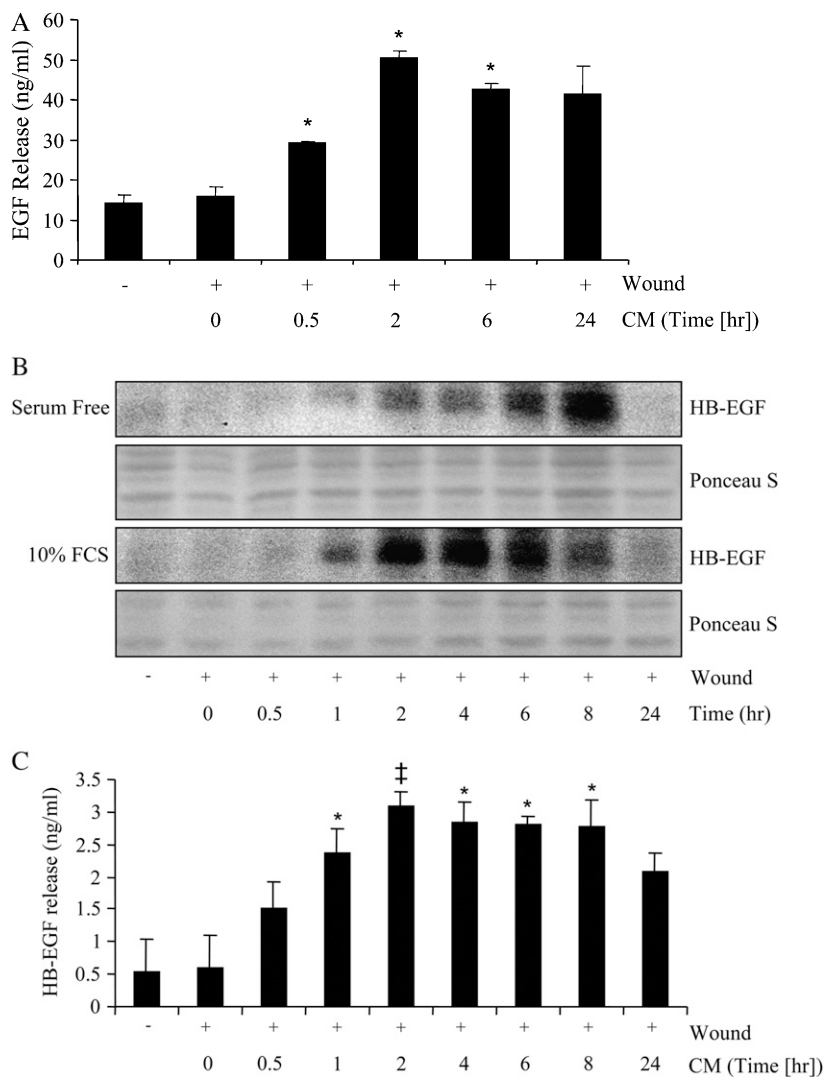 A
EGF Release (ng/ml)
60
*
50
*
40
*
30
20
10
0
- + + + + + Wound
0 0.5 2 6 24 CM (Time [hr])
B
Serum Free HB-EGF
Ponceau S
10% FCS HB-EGF
Ponceau S
- + + + + + + + + Wound
0 0.5 1 2 4 6 8 24 Time (hr)
C
HB-EGF release (ng/ml)
3.5
‡
3
* * * *
2.5
2
1.5
1
0.5
0
- + + + + + + + + Wound
0 0.5 1 2 4 6 8 24 CM (Time [hr])